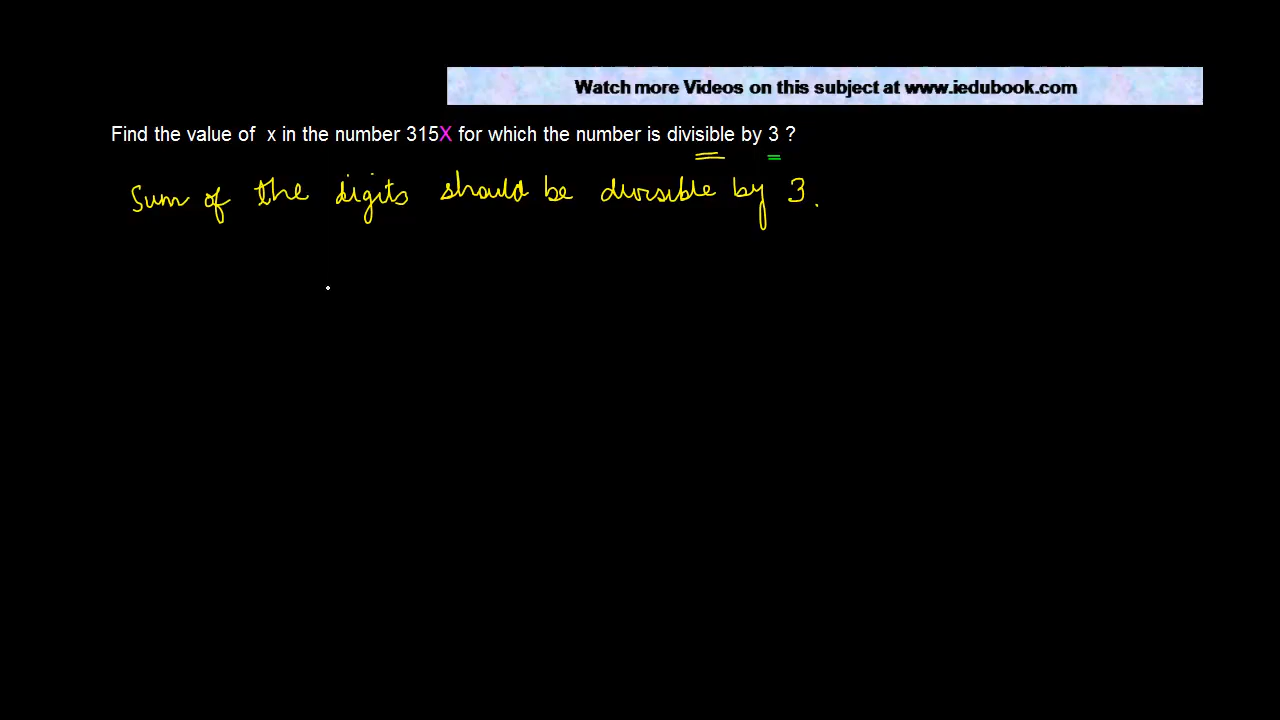 Watch more Videos on this subject at www.iedubook.com
Find the value of x in the number 315X for which the number is divisible by 3 ?
Sum of the digits should be divisible by 3.